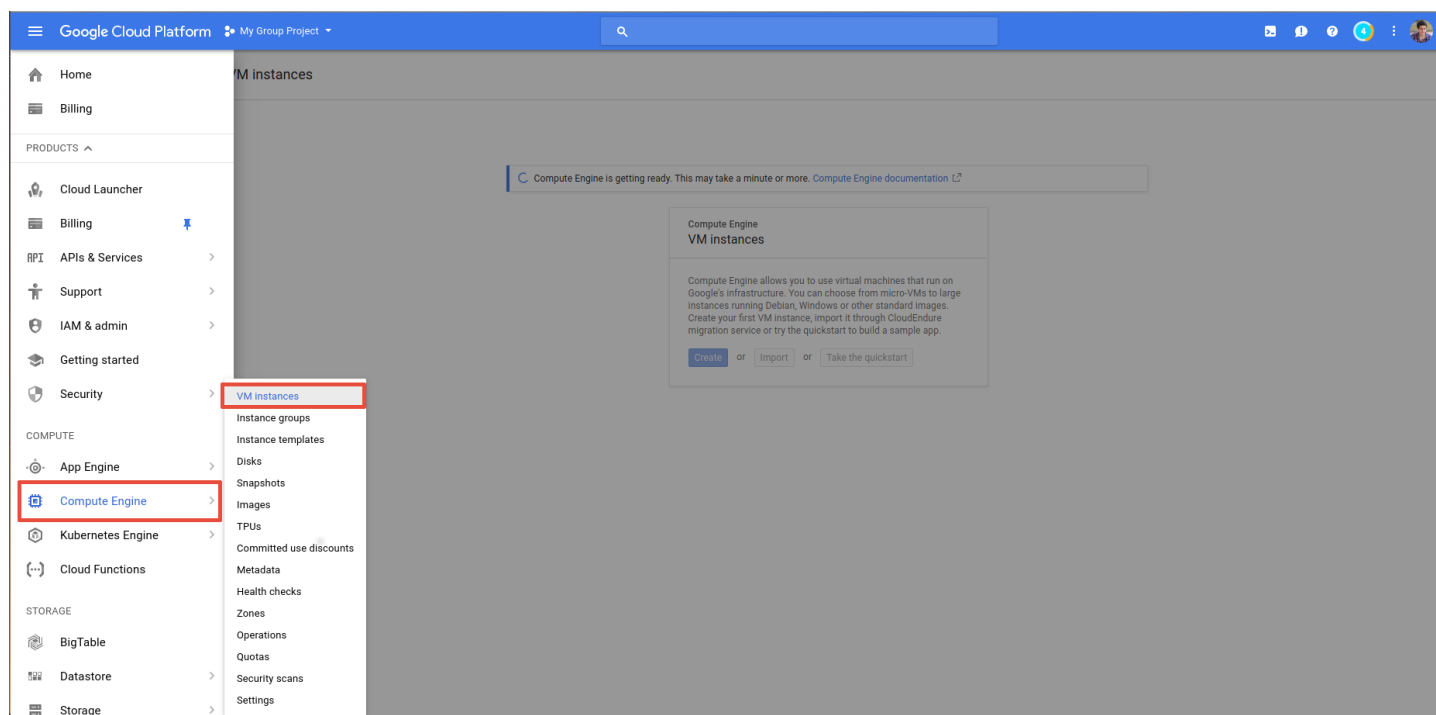 Google Cloud Platform
My Group Project
4
Home
Billing
PRODUCTS
Cloud Launcher
Billing
API APIs & Services
Support
IAM & admin
Getting started
Security
COMPUTE
App Engine
Compute Engine
Kubernetes Engine
Cloud Functions
STORAGE
BigTable
Datastore
Storage
VM instances
Instance groups
Instance templates
Disks
Snapshots
Images
TPUs
Committed use discounts
Metadata
Health checks
Zones
Operations
Quotas
Security scans
Settings
VM instances
Compute Engine is getting ready. This may take a minute or more. Compute Engine documentation
Compute Engine
VM instances
Compute Engine allows you to use virtual machines that run on
Google's infrastructure. You can choose from micro-VMs to large
instances running Debian, Windows or other standard images.
Create your first VM instance, import it through CloudEndure
migration service or try the quickstart to build a sample app.
Create or Import or Take the quickstart